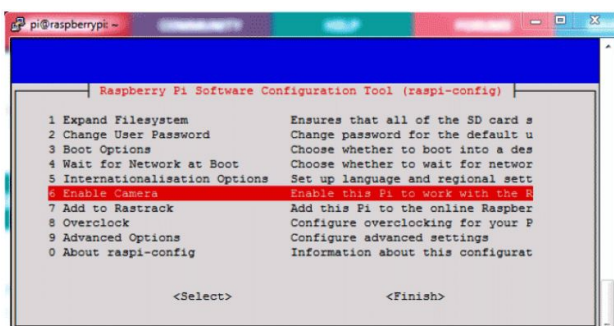 pi@raspberrypi: ~
Raspberry Pi Software Configuration Tool (raspi-config)
1 Expand Filesystem Ensures that all of the SD card s
2 Change User Password Change password for the default u
3 Boot Options Choose whether to boot into a des
4 Wait for Network at Boot Choose whether to wait for networ
5 Internationalisation Options Set up language and regional sett
6 Enable Camera Enable this Pi to work with the R
7 Add to Rastrack Add this Pi to the online Raspber
8 Overclock Configure overclocking for your P
9 Advanced Options Configure advanced settings
0 About raspi-config Information about this configurat
<Select> <Finish>